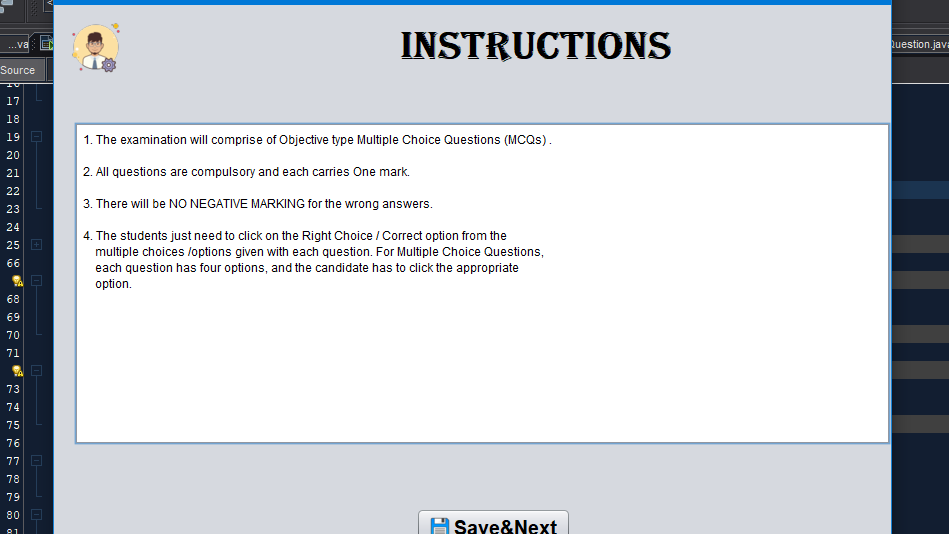 ...va
Question.java
Source
INSTRUCTIONS
17
18
19
20
21
22
23
24
25
66
68
69
70
71
73
74
75
76
77
78
79
80
81
1. The examination will comprise of Objective type Multiple Choice Questions (MCQs) .
2. All questions are compulsory and each carries One mark.
3. There will be NO NEGATIVE MARKING for the wrong answers.
4. The students just need to click on the Right Choice / Correct option from the
multiple choices /options given with each question. For Multiple Choice Questions,
each question has four options, and the candidate has to click the appropriate
option.
Save&Next